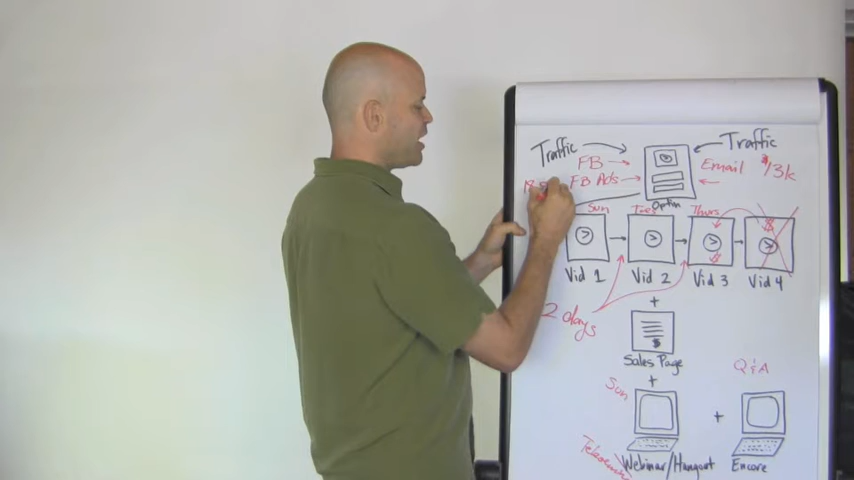 Traffic
Traffic
FB
Email
$/3k
FB Ads
Optin
Sun
Tues
Thurs
$
$
Vid 1
Vid 2
Vid 3
Vid 4
2 days
+
$
Sales Page
+
Q&A
Sun
+
Webinar/Hangout
Encore